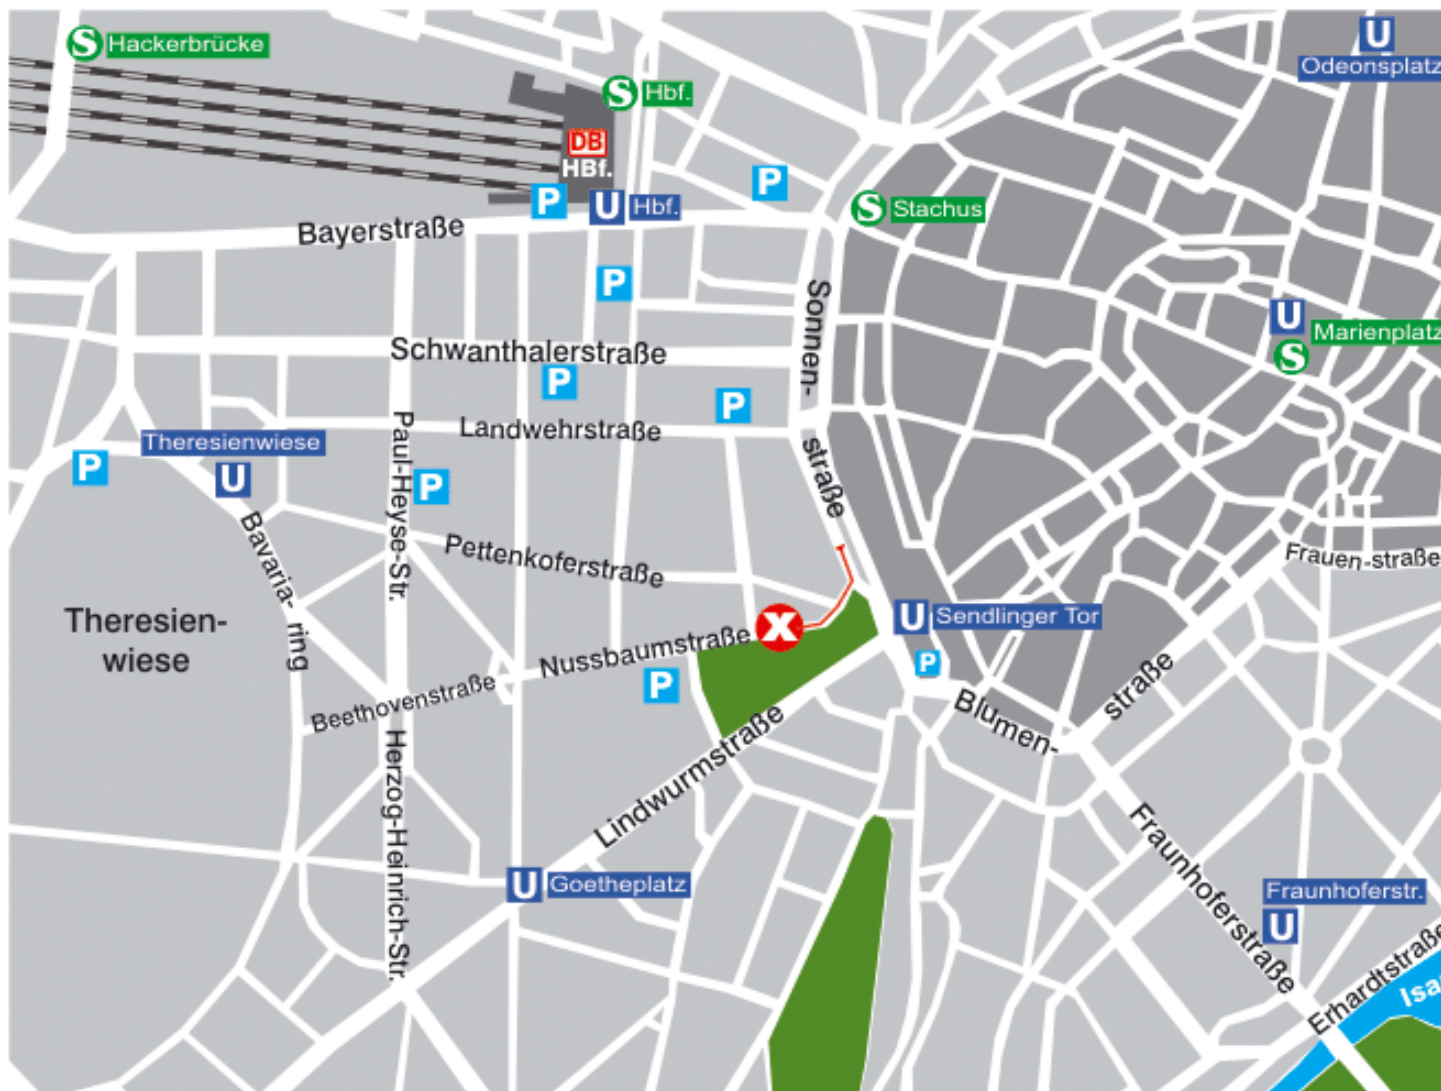 S Hackerbrücke
U
Odeonsplatz
S Hbf.
DB
HBf.
P
P
U Hbf.
S Stachus
Bayerstraße
P
Sonnen-
straße
U
Marienplatz
S
Schwanthalerstraße
P
P
Landwehrstraße
Theresienwiese
U
P
P
Paul-Heyse-Str.
Bavaria-
ring
Pettenkoferstraße
Frauen-straße
Theresien-
wiese
X
U Sendlinger Tor
Nussbaumstraße
P
P
Beethovenstraße
Blumen-
straße
Lindwurmstraße
Herzog-Heinrich-Str.
Fraunhoferstraße
U Goetheplatz
Fraunhoferstr.
U
Erhardtstraße
Isa